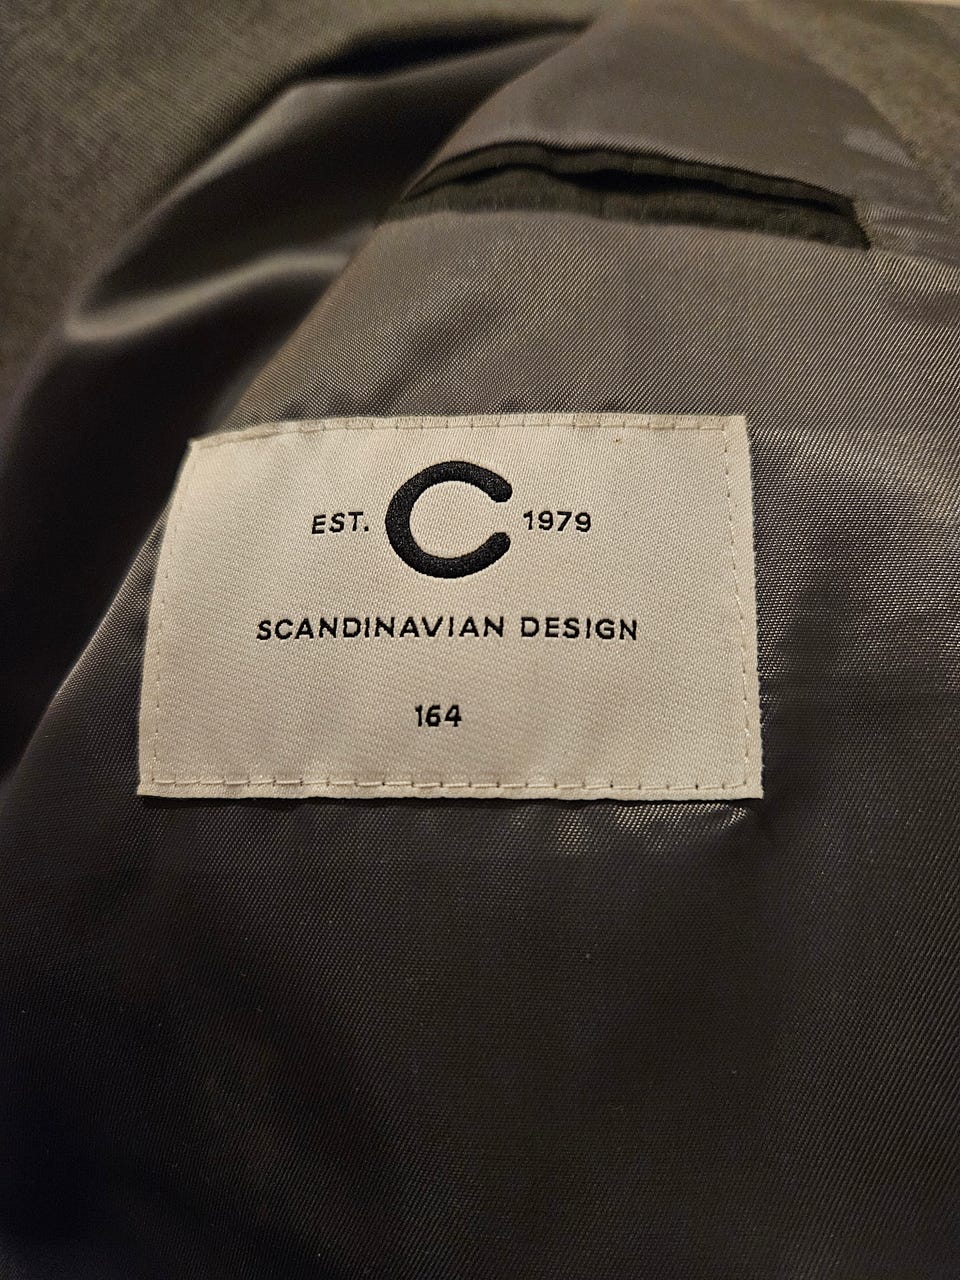 EST. C 1979
SCANDINAVIAN DESIGN
164